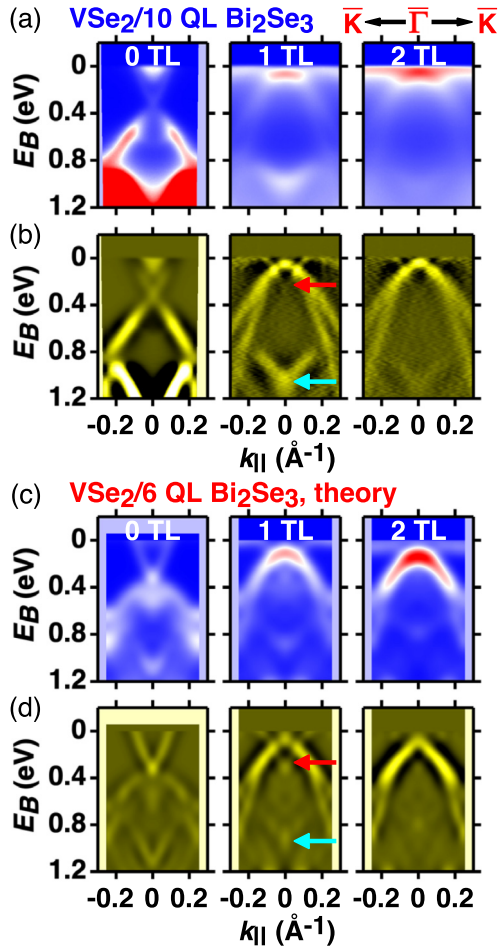 (a) VSe2/10 QL Bi2Se3 K̅ ← Γ̅ → K̅
0 TL 1 TL 2 TL
EB (eV)
0
0.4
0.8
1.2
(b)
EB (eV)
0
0.4
0.8
1.2
-0.2 0 0.2 -0.2 0 0.2 -0.2 0 0.2
k|| (Å-1)
(c) VSe2/6 QL Bi2Se3, theory
0 TL 1 TL 2 TL
EB (eV)
0
0.4
0.8
1.2
(d)
EB (eV)
0
0.4
0.8
1.2
-0.2 0 0.2 -0.2 0 0.2 -0.2 0 0.2
k|| (Å-1)